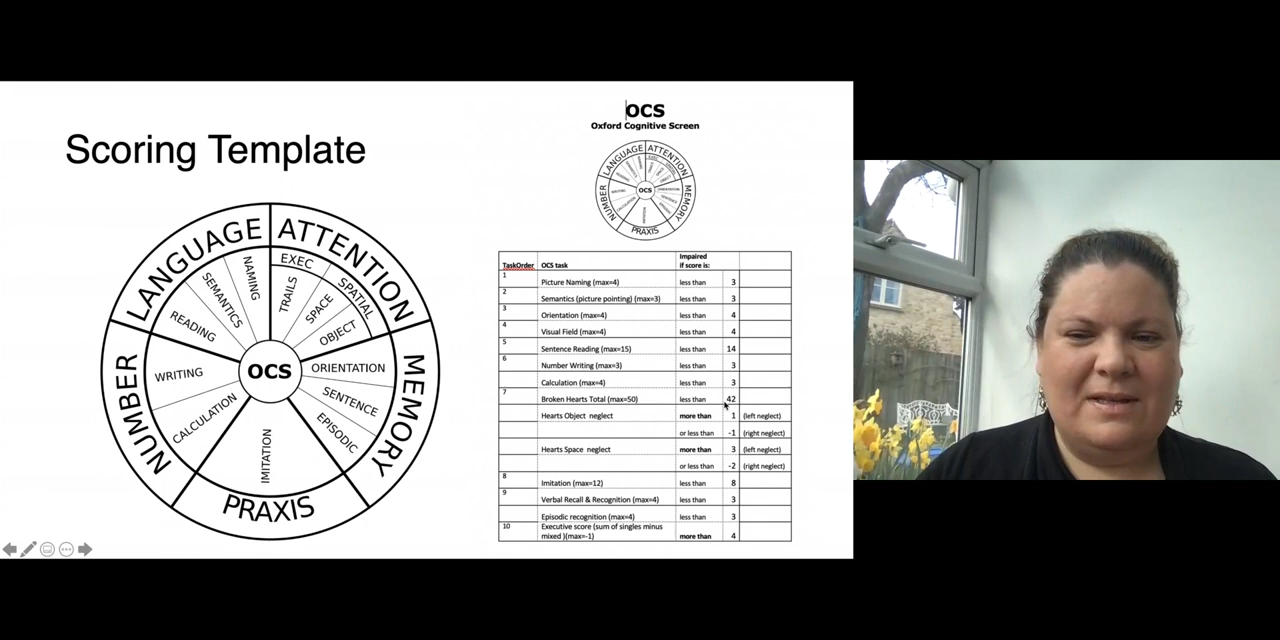 Scoring Template
LANGUAGE
ATTENTION
MEMORY
PRAXIS
NUMBER
READING
SEMANTICS
NAMING
EXEC
TRAILS
SPATIAL
SPACE
OBJECT
ORIENTATION
SENTENCE
EPISODIC
IMITATION
CALCULATION
WRITING
OCS
OCS
Oxford Cognitive Screen
LANGUAGE
ATTENTION
MEMORY
PRAXIS
NUMBER
OCS
TaskOrder OCS task Impaired if score is:
1 Picture Naming (max=4) less than 3
2 Semantics (picture pointing) (max=3) less than 3
3 Orientation (max=4) less than 4
4 Visual Field (max=4) less than 4
5 Sentence Reading (max=15) less than 14
6 Number Writing (max=3) less than 3
Calculation (max=4) less than 3
7 Broken Hearts Total (max=50) less than 42
Hearts Object neglect more than 1 (left neglect)
or less than -1 (right neglect)
Hearts Space neglect more than 3 (left neglect)
or less than -2 (right neglect)
8 Imitation (max=12) less than 8
9 Verbal Recall & Recognition (max=4) less than 3
Episodic recognition (max=4) less than 3
10 Executive score (sum of singles minus
mixed )(max=-1) more than 4